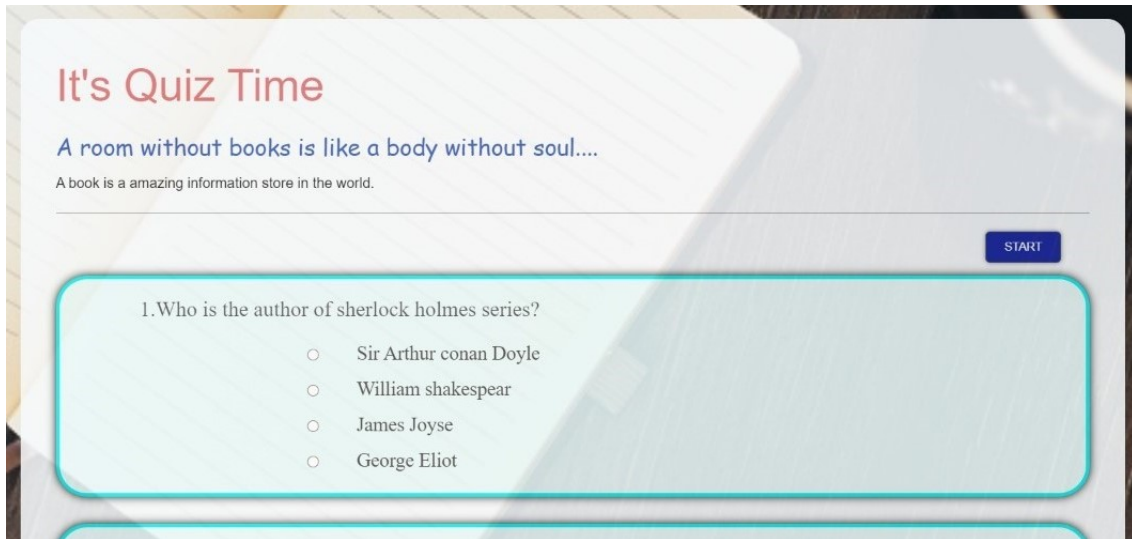 It's Quiz Time
A room without books is like a body without soul....
A book is a amazing information store in the world.
START
1.Who is the author of sherlock holmes series?
Sir Arthur conan Doyle
William shakespear
James Joyse
George Eliot